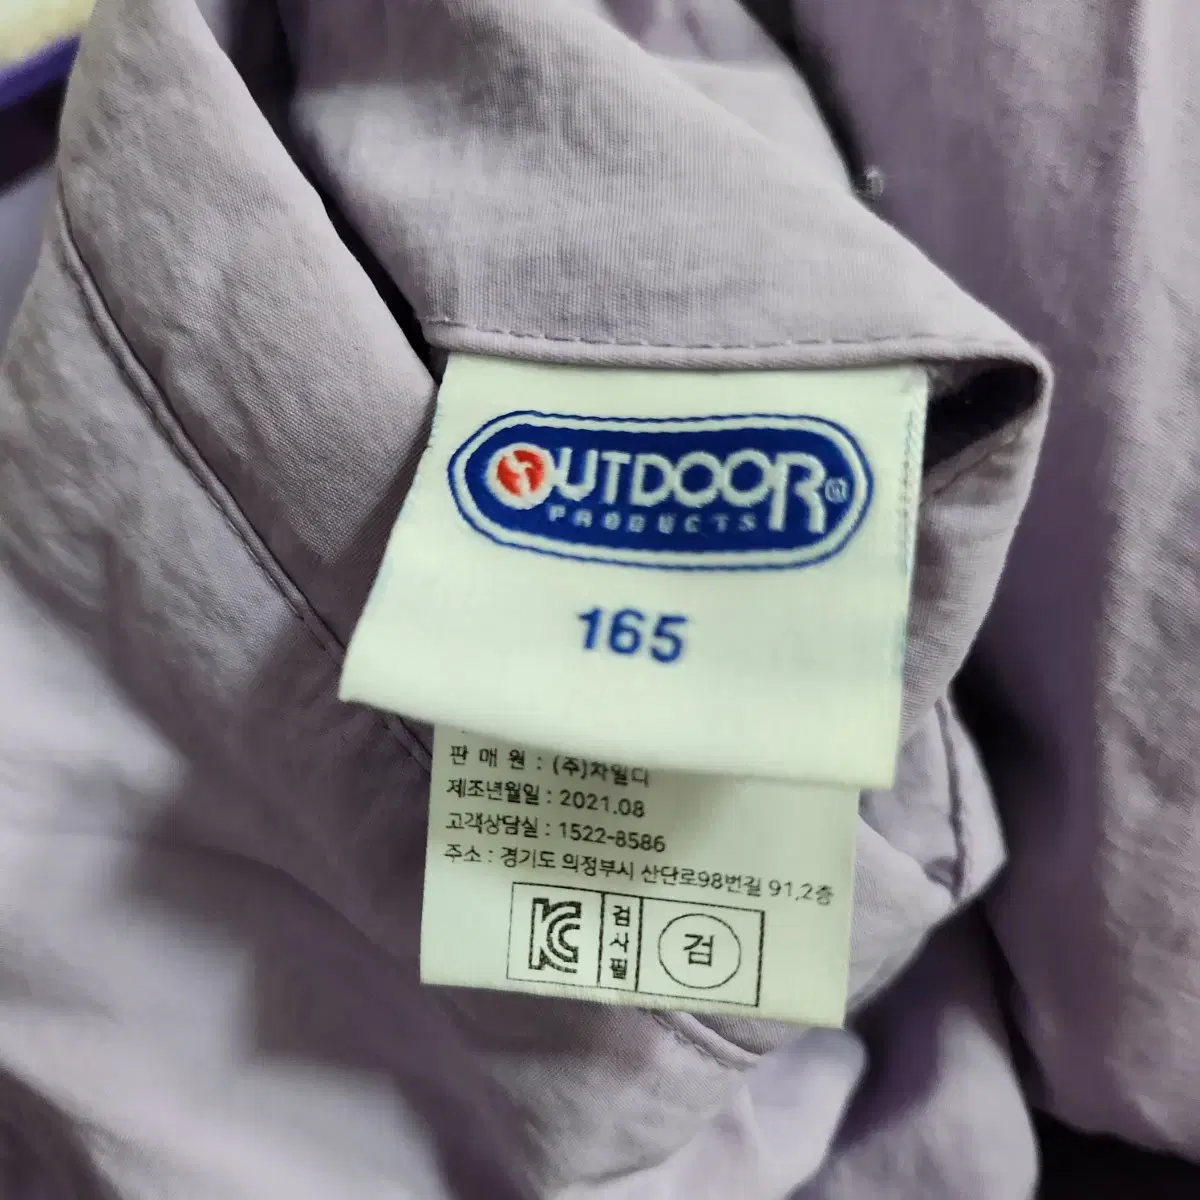 OUTDOOR®
PRODUCTS
165
판 매 원 : (주)차일디
제조년월일 : 2021.08
고객상담실 : 1522-8586
주소 : 경기도 의정부시 산단로98번길 91,2층
KC 검사필 검